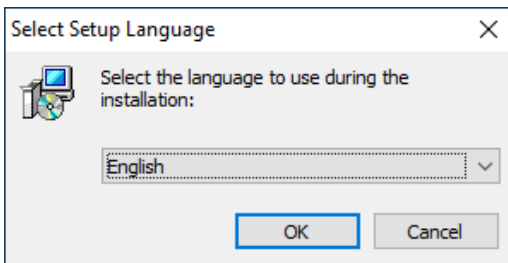 Select Setup Language
Select the language to use during the
installation:
English
OK Cancel